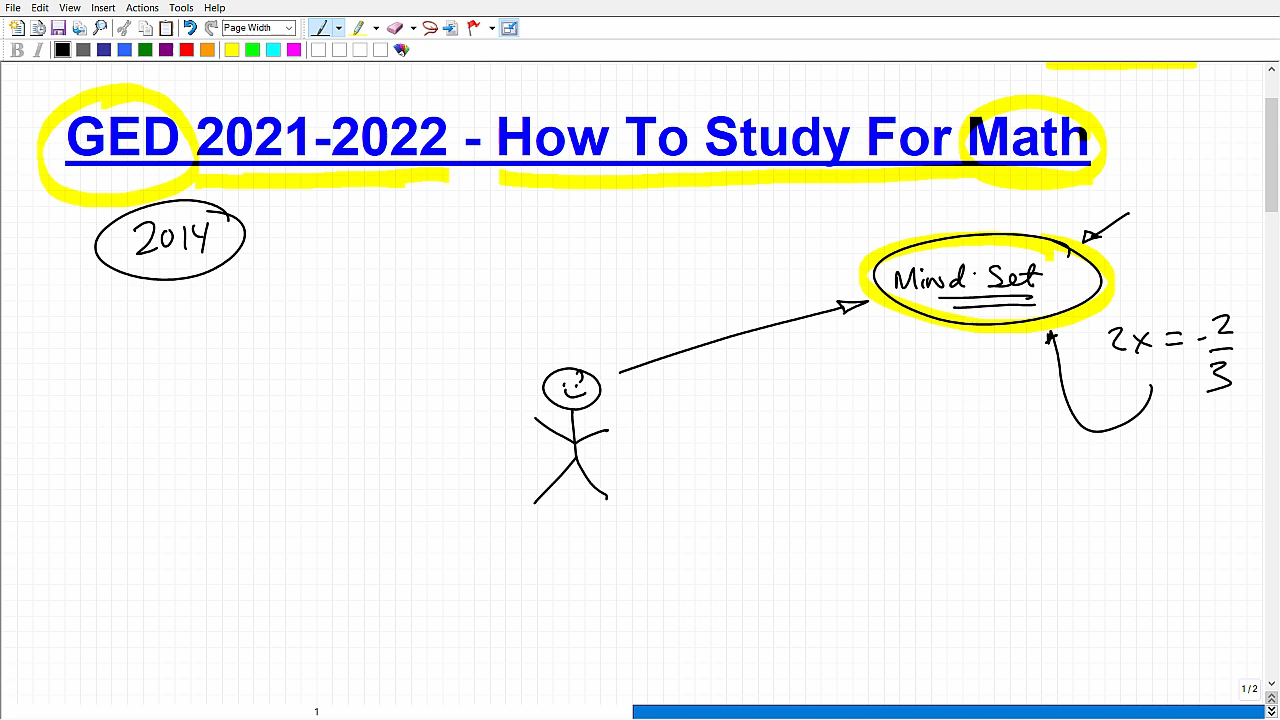 File Edit View Insert Actions Tools Help
Page Width
B I
GED 2021-2022 - How To Study For Math
2014
Mind Set
2x = -2/3
1/2
1